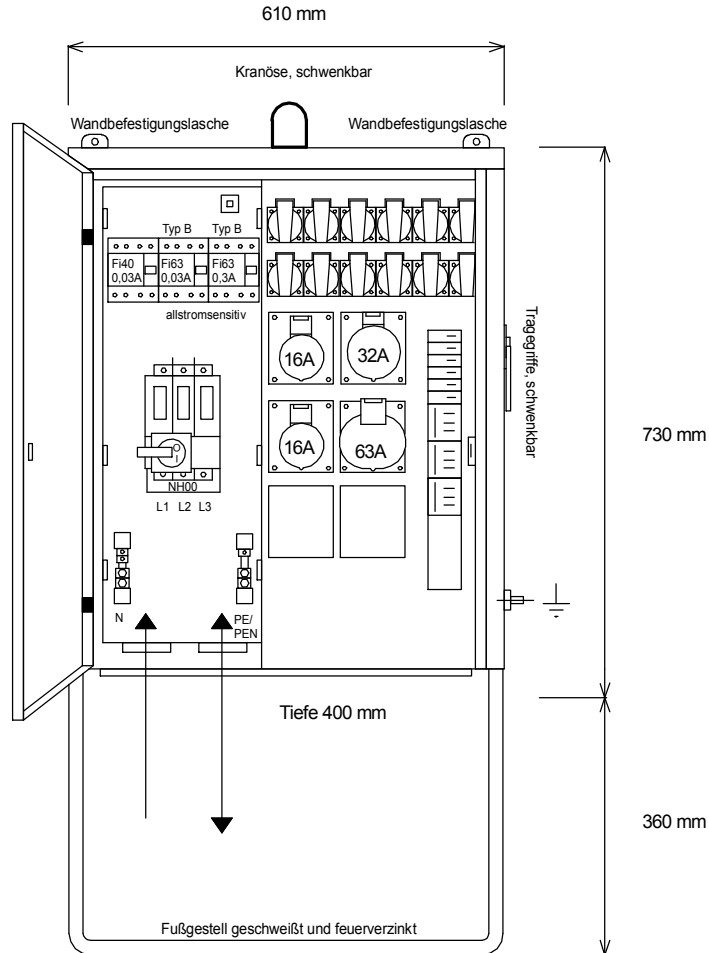 610 mm
Kranöse, schwenkbar
Wandbefestigungslasche
Wandbefestigungslasche
Typ B
Typ B
Fi40
0,03A
Fi63
0,03A
Fi63
0,3A
allstromsensitiv
16A
32A
Tragegriffe, schwenkbar
730 mm
16A
63A
O
I
NH00
L1 L2 L3
N
PE/
PEN
Tiefe 400 mm
360 mm
Fußgestell geschweißt und feuerverzinkt